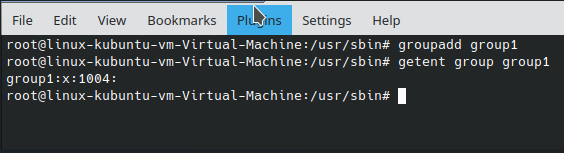 File Edit View Bookmarks Plugins Settings Help
root@linux-kubuntu-vm-Virtual-Machine:/usr/sbin# groupadd group1
root@linux-kubuntu-vm-Virtual-Machine:/usr/sbin# getent group group1
group1:x:1004:
root@linux-kubuntu-vm-Virtual-Machine:/usr/sbin#